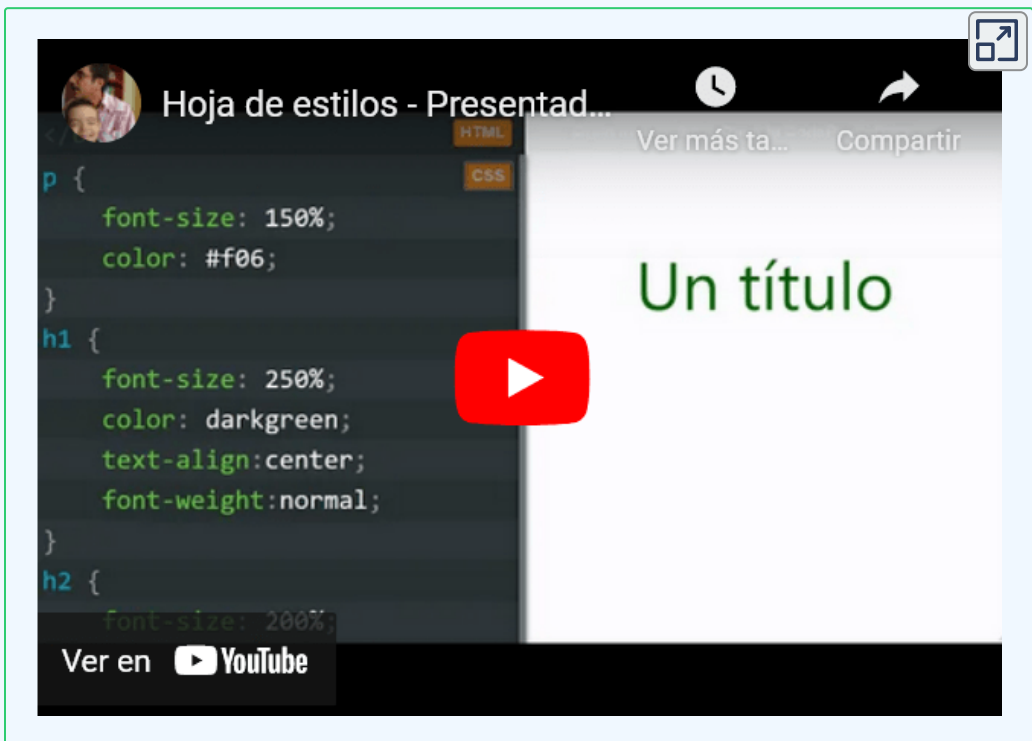 Hoja de estilos - Presentad...
Ver más ta...
Compartir
HTML
CSS
p {
font-size: 150%;
color: #f06;
}
h1 {
font-size: 250%;
color: darkgreen;
text-align:center;
font-weight:normal;
}
h2 {
font-size: 200%;
Un título
Ver en YouTube